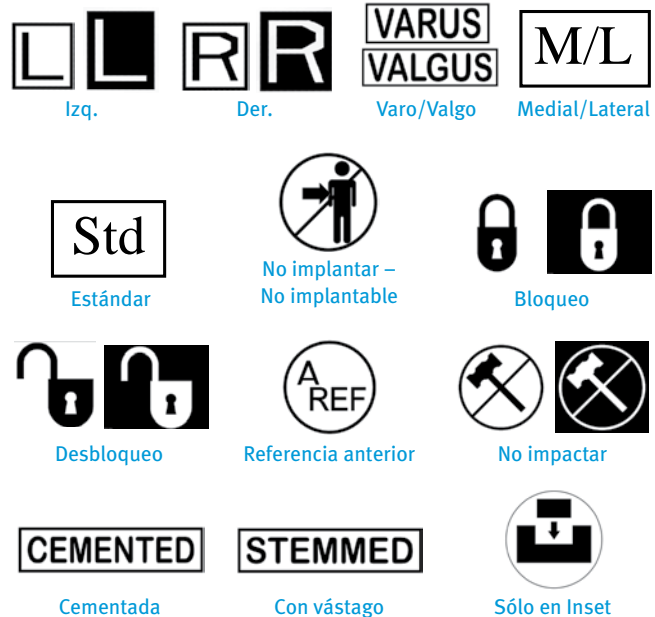 L L R R VARUS
VALGUS M/L
Izq. Der. Varo/Valgo Medial/Lateral
Std
Estándar
No implantar –
No implantable
Bloqueo
A
REF
Desbloqueo Referencia anterior No impactar
CEMENTED STEMMED
Cementada Con vástago Sólo en Inset